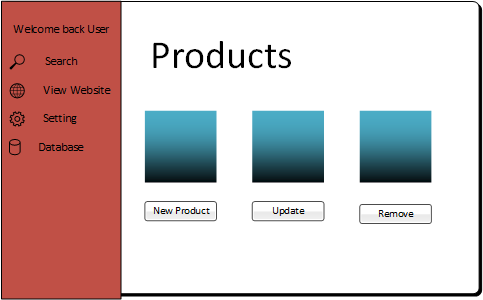 Welcome back User
Search
View Website
Setting
Database
Products
New Product
Update
Remove